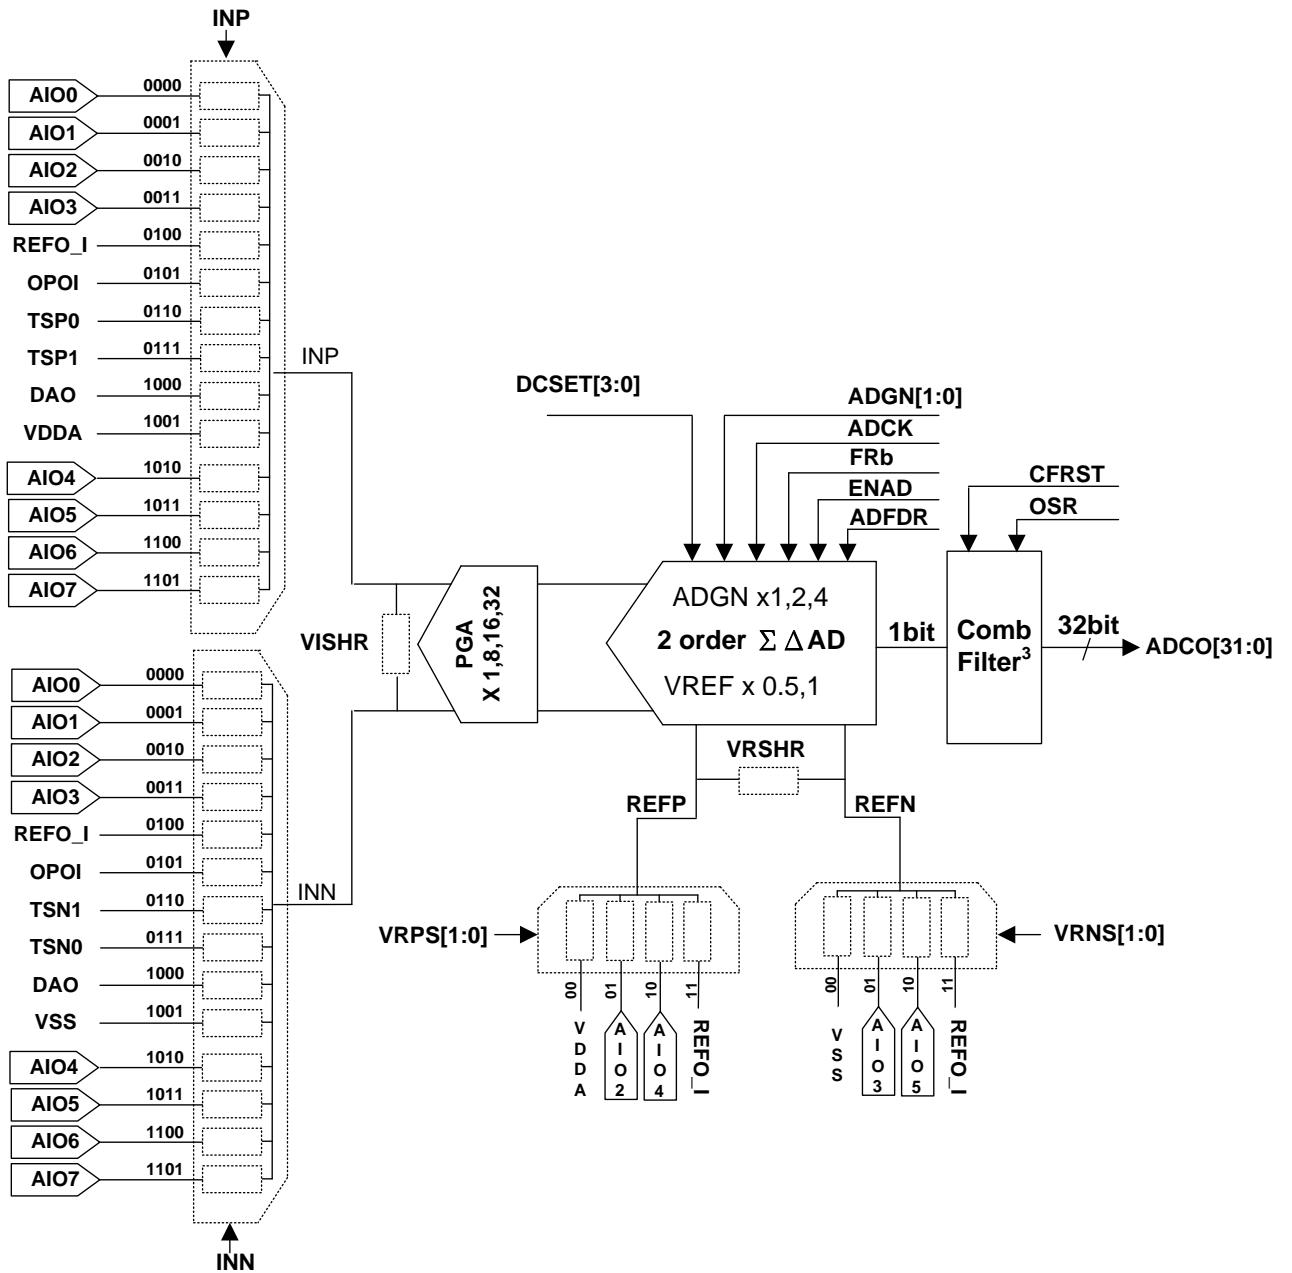 INP
AIO0 0000
AIO1 0001
AIO2 0010
AIO3 0011
REFO_I 0100
OPOI 0101
TSP0 0110
TSP1 0111
DAO 1000
VDDA 1001
AIO4 1010
AIO5 1011
AIO6 1100
AIO7 1101
INP
DCSET[3:0]
ADGN[1:0]
ADCK
FRb
ENAD
ADFDR
CFRST
OSR
VISHR
PGA
X 1,8,16,32
ADGN x1,2,4
2 order Σ Δ AD
VREF x 0.5,1
1bit
Comb
Filter³
32bit
ADCO[31:0]
AIO0 0000
AIO1 0001
AIO2 0010
AIO3 0011
REFO_I 0100
OPOI 0101
TSN1 0110
TSN0 0111
DAO 1000
VSS 1001
AIO4 1010
AIO5 1011
AIO6 1100
AIO7 1101
INN
INN
VRSHR
REFP
REFN
VRPS[1:0]
00 01 10 11
VDDA AIO2 AIO4 REFO_I
VRNS[1:0]
00 01 10 11
VSS AIO3 AIO5 REFO_I